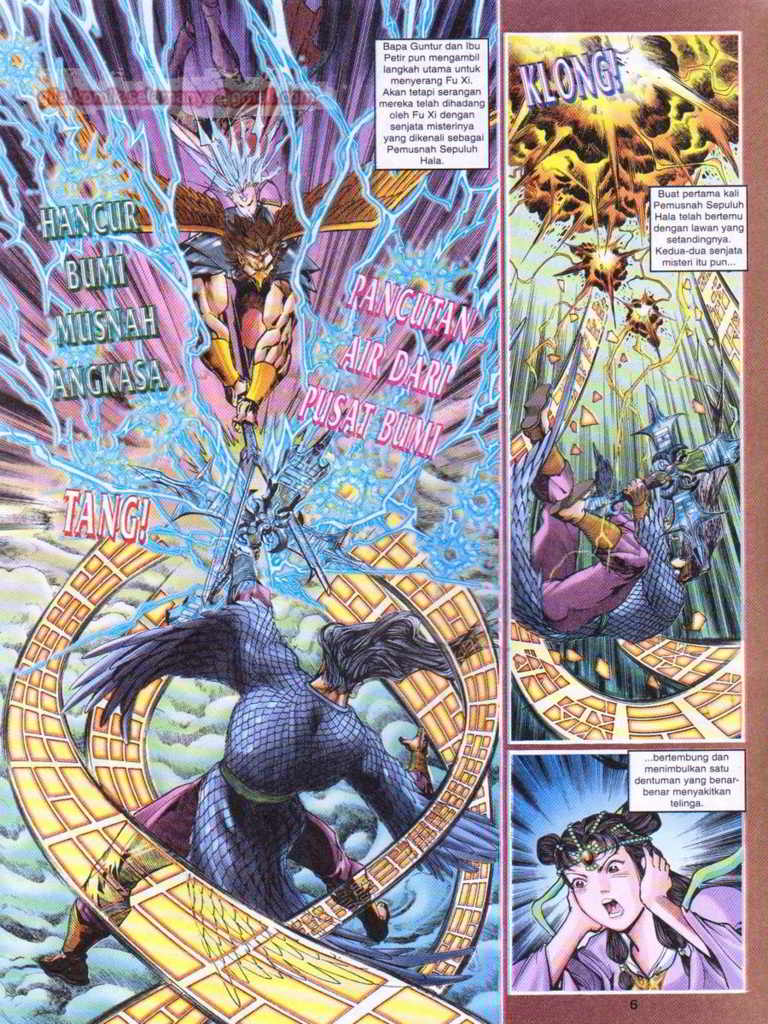 Bapa Guntur dan Ibu
Petir pun mengambil
langkah utama untuk
menyerang Fu Xi.
Akan tetapi serangan
mereka telah dihadang
oleh Fu Xi dengan
senjata misterinya
yang dikenali sebagai
Pemusnah Sepuluh
Hala.
HANCUR
BUMI
MUSNAH
ANGKASA
PANCUTAN
AIR DARI
PUSAT BUMI
TANG!
KLONG!
Buat pertama kali
Pemusnah Sepuluh
Hala telah bertemu
dengan lawan yang
setandingnya.
Kedua-dua senjata
misteri itu pun...
...bertembung dan
menimbulkan satu
dentuman yang benar-
benar menyakitkan
telinga.
6